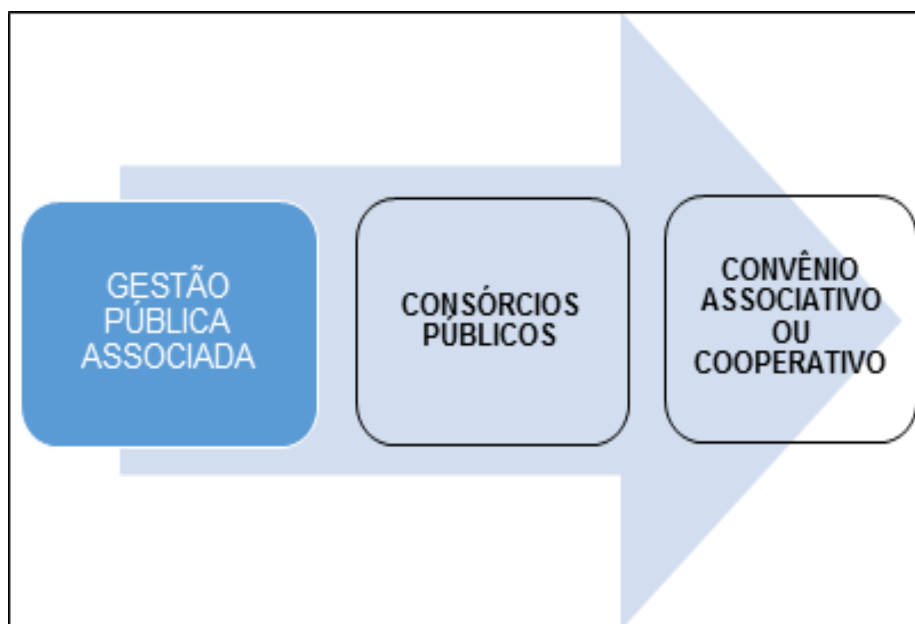 GESTÃO
PÚBLICA
ASSOCIADA
CONSÓRCIOS
PÚBLICOS
CONVÊNIO
ASSOCIATIVO
OU
COOPERATIVO